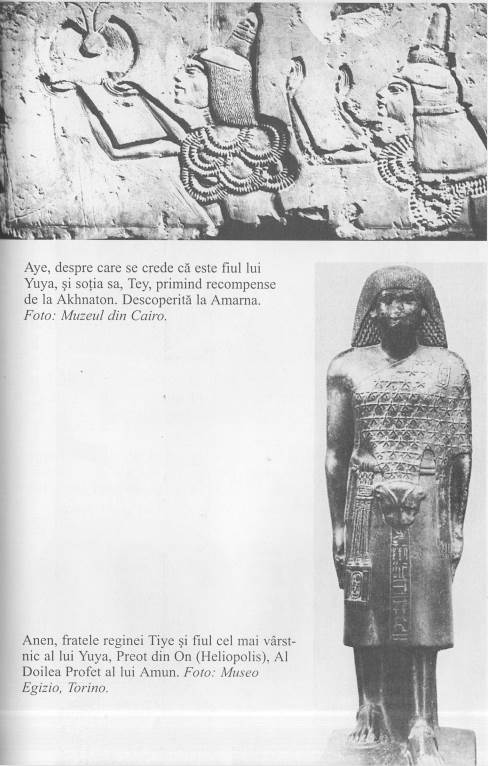 Aye, despre care se crede că este fiul lui
Yuya, și soția sa, Tey, primind recompense
de la Akhnaton. Descoperită la Amarna.
Foto: Muzeul din Cairo.
Anen, fratele reginei Tiye și fiul cel mai vârst-
nic al lui Yuya, Preot din On (Heliopolis), Al
Doilea Profet al lui Amun. Foto: Museo
Egizio, Torino.